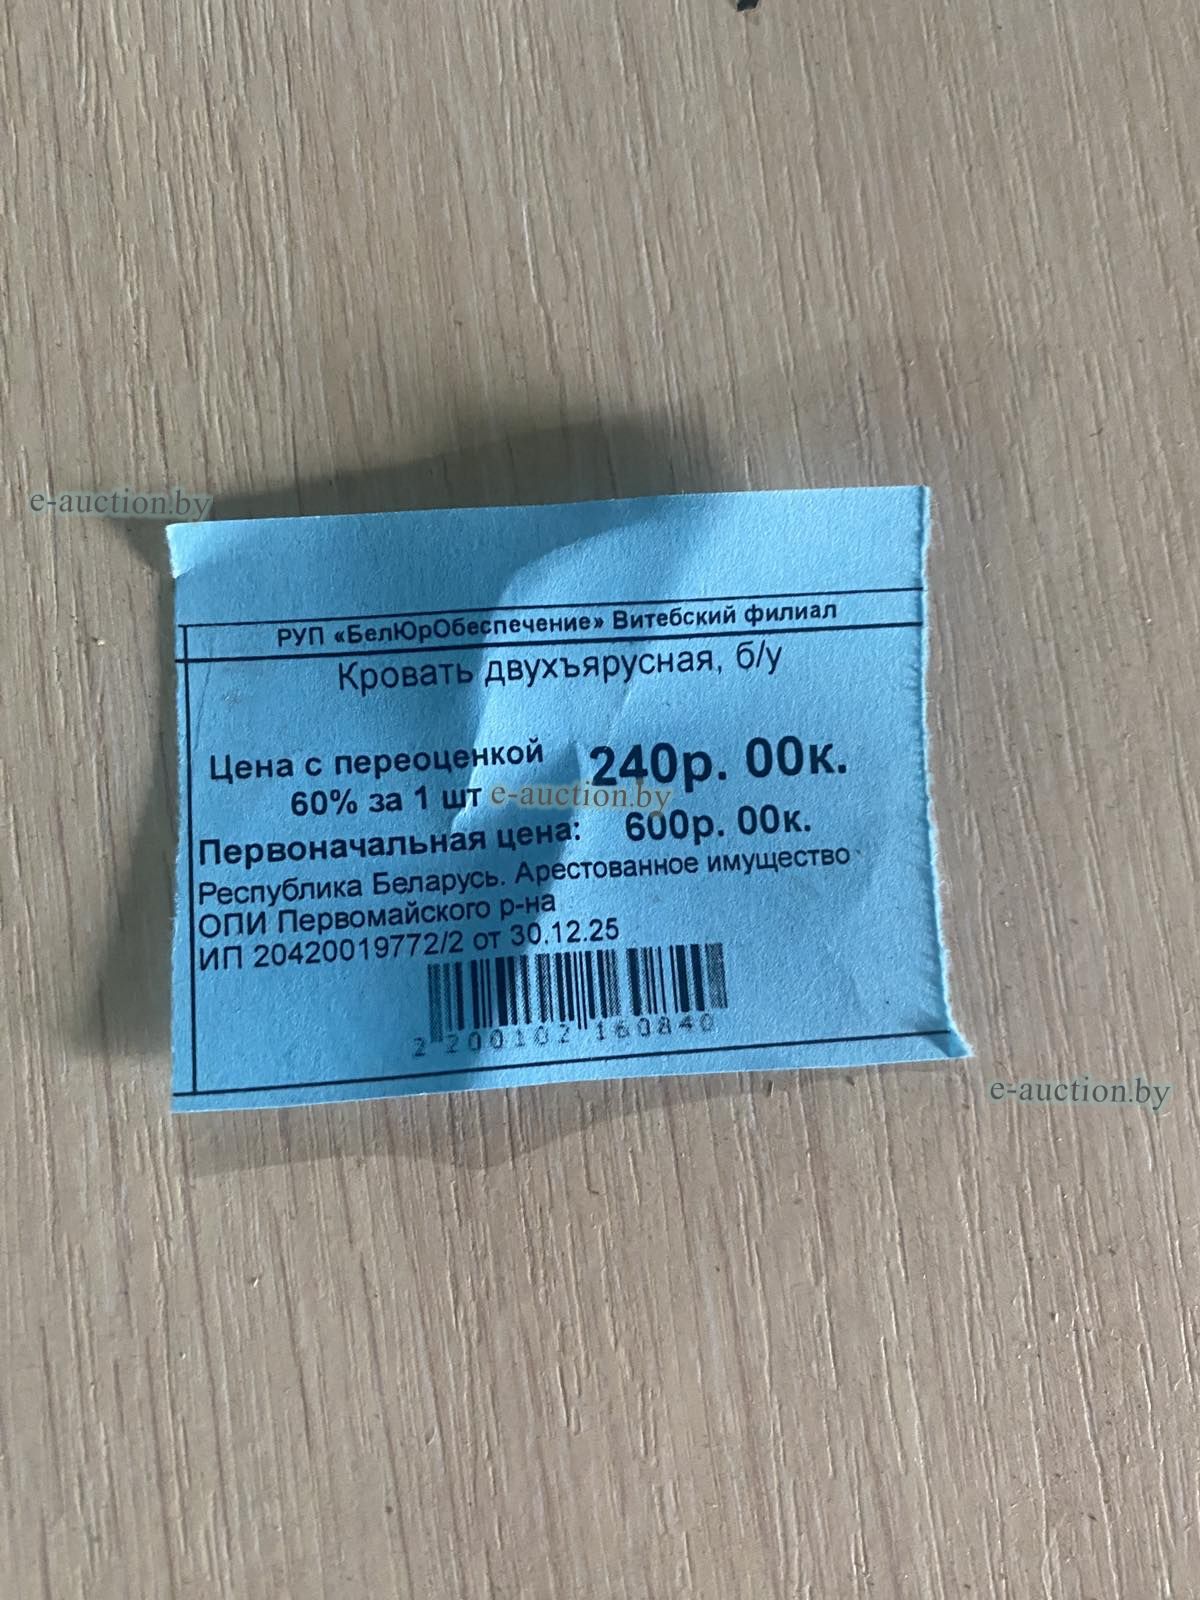 e-auction.by
РУП «БелЮрОбеспечение» Витебский филиал
Кровать двухъярусная, б/у
Цена с переоценкой 240р. 00к.
60% за 1 шт
e-auction.by
Первоначальная цена: 600р. 00к.
Республика Беларусь. Арестованное имущество
ОПИ Первомайского р-на
ИП 20420019772/2 от 30.12.25
2 200102 160840
e-auction.by